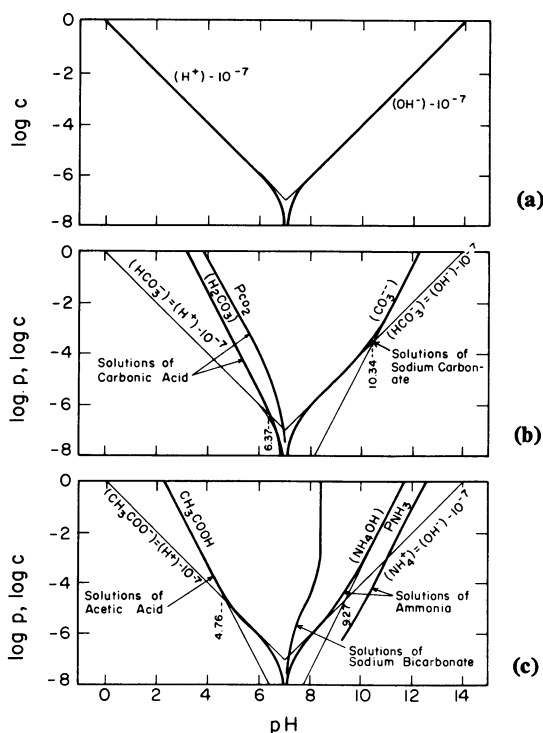 0
-2
-4
-6
-8
log c
(H⁺) - 10⁻⁷
(OH⁻) - 10⁻⁷
(a)
0
-2
-4
-6
-8
log. p, log c
(HCO₃⁻) = (H⁺) - 10⁻⁷
(H₂CO₃)
PCO₂
(CO₃⁻⁻)
(HCO₃⁻) = (OH⁻) - 10⁻⁷
Solutions of
Carbonic Acid
Solutions of
Sodium Carbon-
ate
6.37
10.34
(b)
0
-2
-4
-6
-8
log p, log c
(CH₃COO⁻) = (H⁺) - 10⁻⁷
CH₃COOH
(NH₄OH)
PNH₃
(NH₄⁺) = (OH⁻) - 10⁻⁷
Solutions of
Acetic Acid
Solutions of
Ammonia
4.76
9.27
Solutions of
Sodium Bicarbonate
(c)
0 2 4 6 8 10 12 14
pH